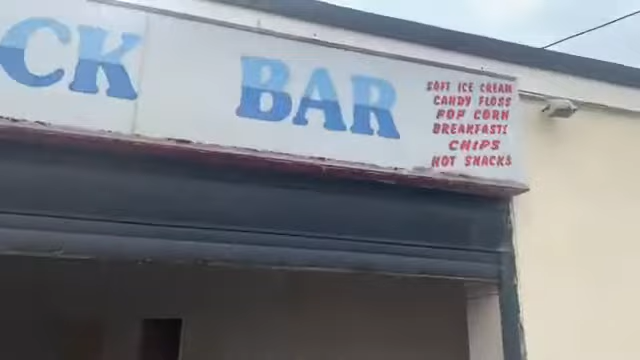 CK BAR
SOFT ICE CREAM
CANDY FLOSS
POP CORN
BREAKFASTS
CHIPS
HOT SNACKS